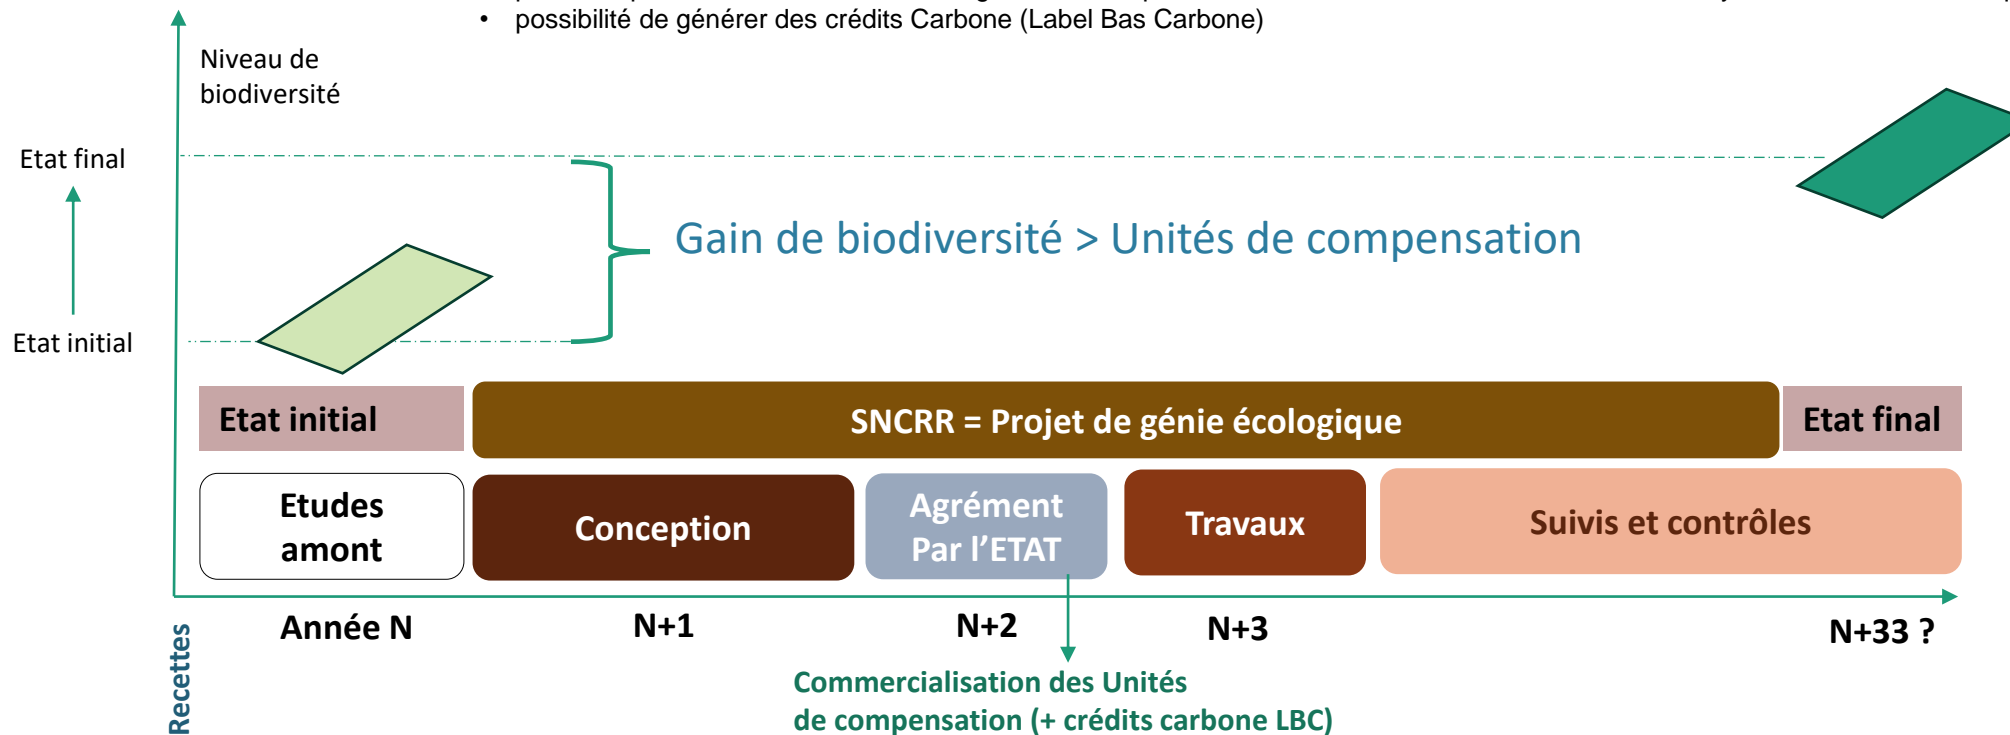 • possibilité de générer des crédits Carbone (Label Bas Carbone)
Niveau de
biodiversité
Etat final
Gain de biodiversité > Unités de compensation
Etat initial
Etat initial
SNCRR = Projet de génie écologique
Etat final
Etudes
amont
Conception
Agrément
Par l’ETAT
Travaux
Suivis et contrôles
Année N
N+1
N+2
N+3
N+33 ?
Recettes
Commercialisation des Unités
de compensation (+ crédits carbone LBC)